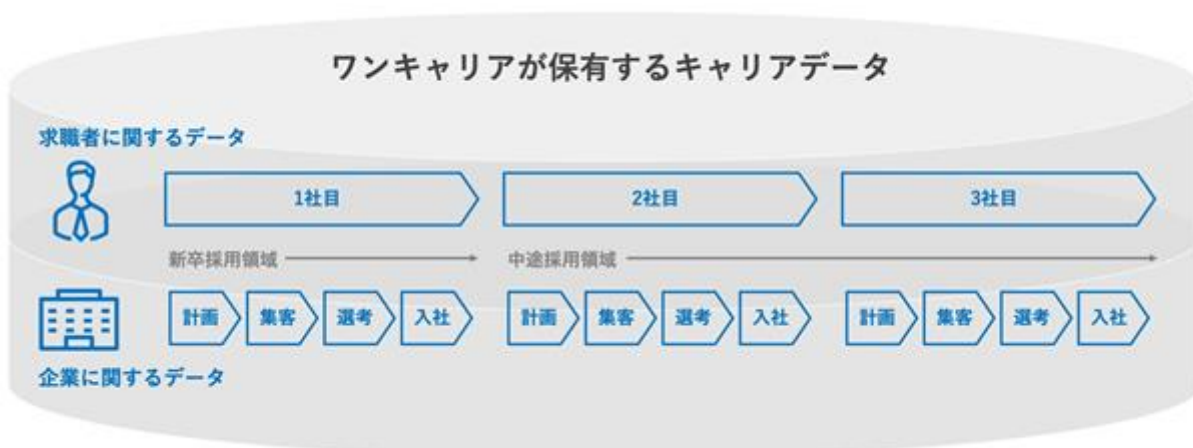 ワンキャリアが保有するキャリアデータ
求職者に関するデータ
1社目 2社目 3社目
新卒採用領域 中途採用領域
計画 集客 選考 入社 計画 集客 選考 入社 計画 集客 選考 入社
企業に関するデータ